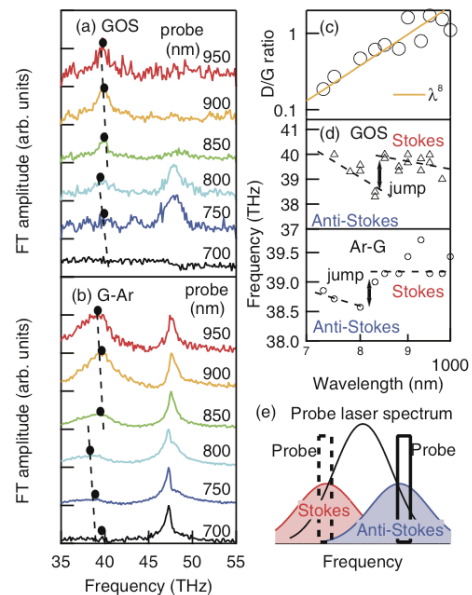 (a) GOS
probe
(nm)
950
900
850
800
750
700
FT amplitude (arb. units)
(b) G-Ar
probe
(nm)
950
900
850
800
750
700
FT amplitude (arb. units)
35 40 45 50 55
Frequency (THz)
(c)
1
0.1
D/G ratio
λ⁸
(d) GOS
41
40
39
38
37
Stokes
jump
Anti-Stokes
Frequency (THz)
Ar-G
39.5
39.0
38.5
38.0
jump
Stokes
Anti-Stokes
7 8 9 1000
Wavelength (nm)
(e) Probe laser spectrum
Probe
Probe
Stokes
Anti-Stokes
Frequency